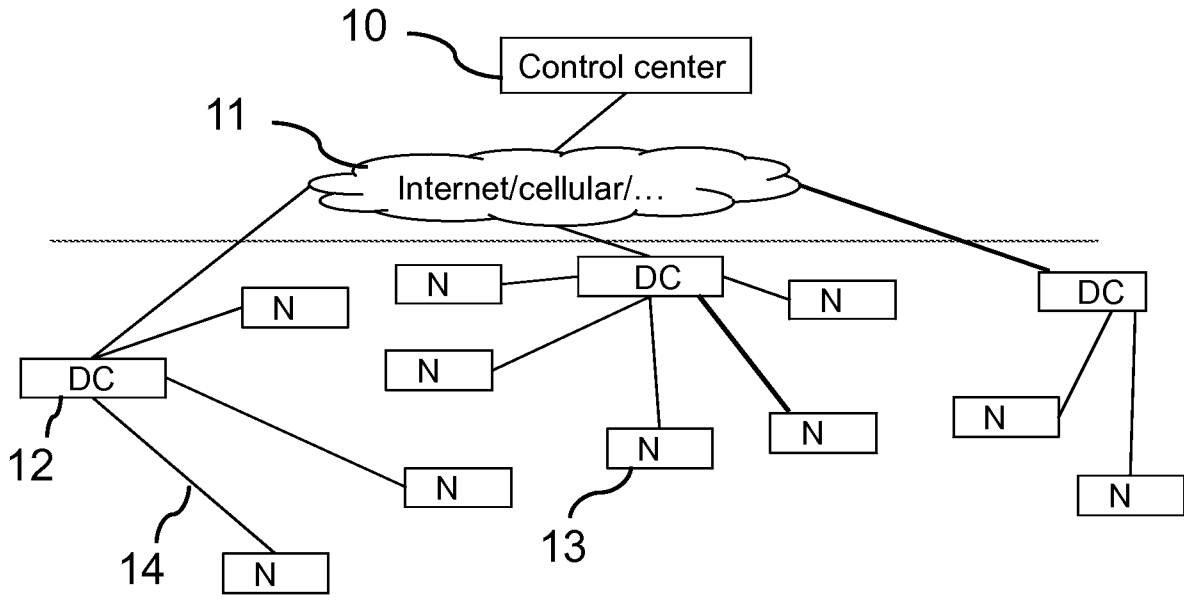 10
Control center
11
Internet/cellular/...
N
DC
N
DC
N
N
DC
N
N
N
N
12
N
N
14
13
N